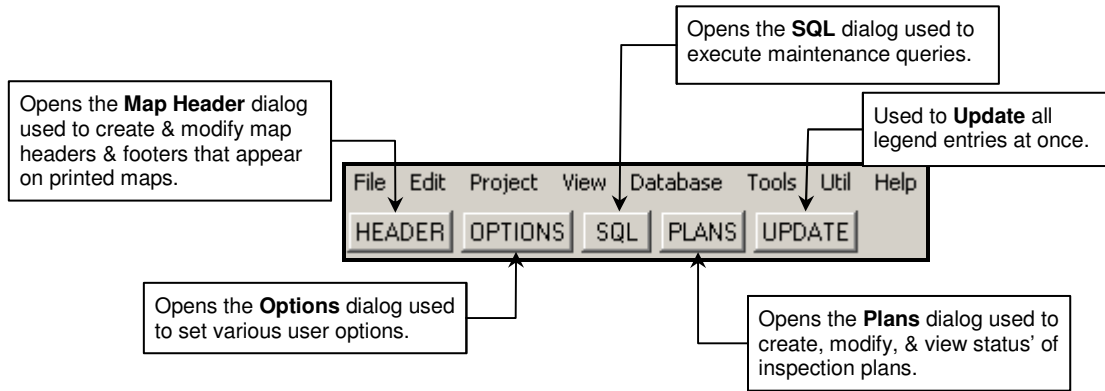 Opens the SQL dialog used to
execute maintenance queries.
Opens the Map Header dialog
used to create & modify map
headers & footers that appear
on printed maps.
Used to Update all
legend entries at once.
File Edit Project View Database Tools Util Help
HEADER OPTIONS SQL PLANS UPDATE
Opens the Options dialog used
to set various user options.
Opens the Plans dialog used to
create, modify, & view status’ of
inspection plans.